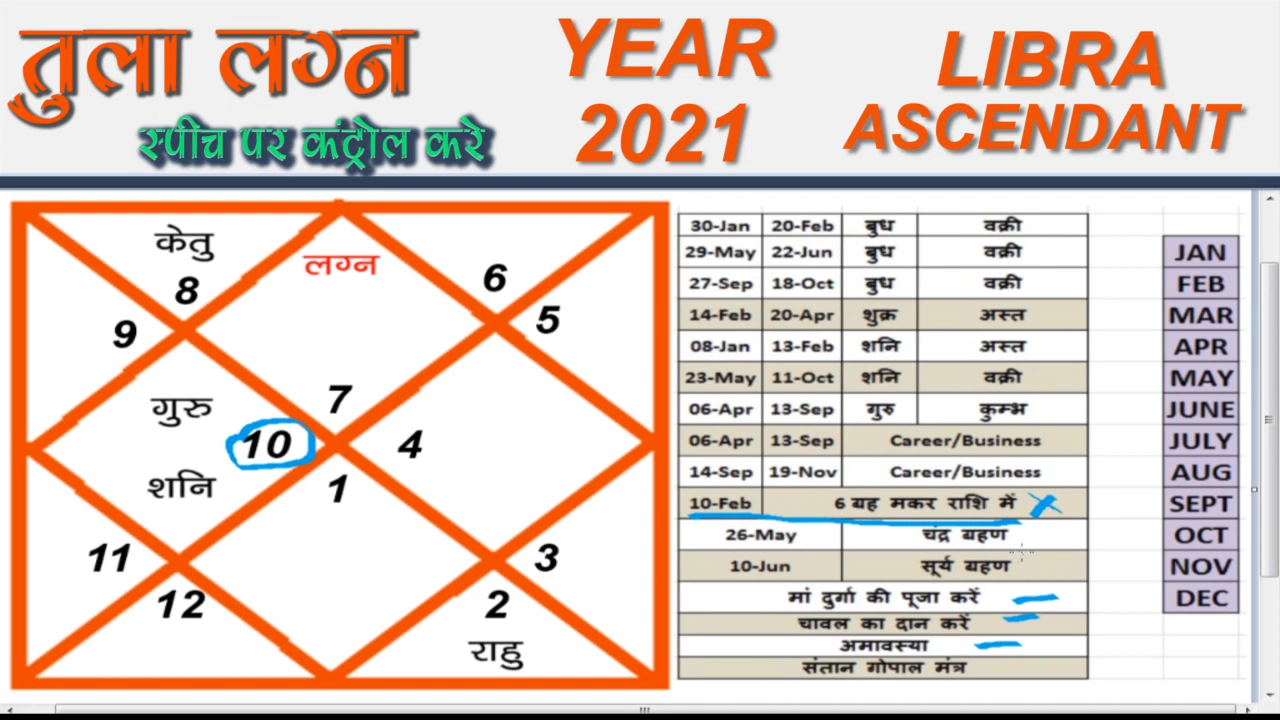 तुला लग्न
स्पीच पर कंट्रोल करे
YEAR
2021
LIBRA
ASCENDANT
केतु
8
9
लग्न
6
5
गुरु
10
शनि
7
4
1
11
12
3
2
राहु
30-Jan 20-Feb बुध वक्री
29-May 22-Jun बुध वक्री
27-Sep 18-Oct बुध वक्री
14-Feb 20-Apr शुक्र अस्त
08-Jan 13-Feb शनि अस्त
23-May 11-Oct शनि वक्री
06-Apr 13-Sep गुरु कुम्भ
06-Apr 13-Sep Career/Business
14-Sep 19-Nov Career/Business
10-Feb 6 ग्रह मकर राशि में
26-May चंद्र ग्रहण
10-Jun सूर्य ग्रहण
मां दुर्गा की पूजा करें
चावल का दान करें
अमावस्या
संतान गोपाल मंत्र
JAN
FEB
MAR
APR
MAY
JUNE
JULY
AUG
SEPT
OCT
NOV
DEC